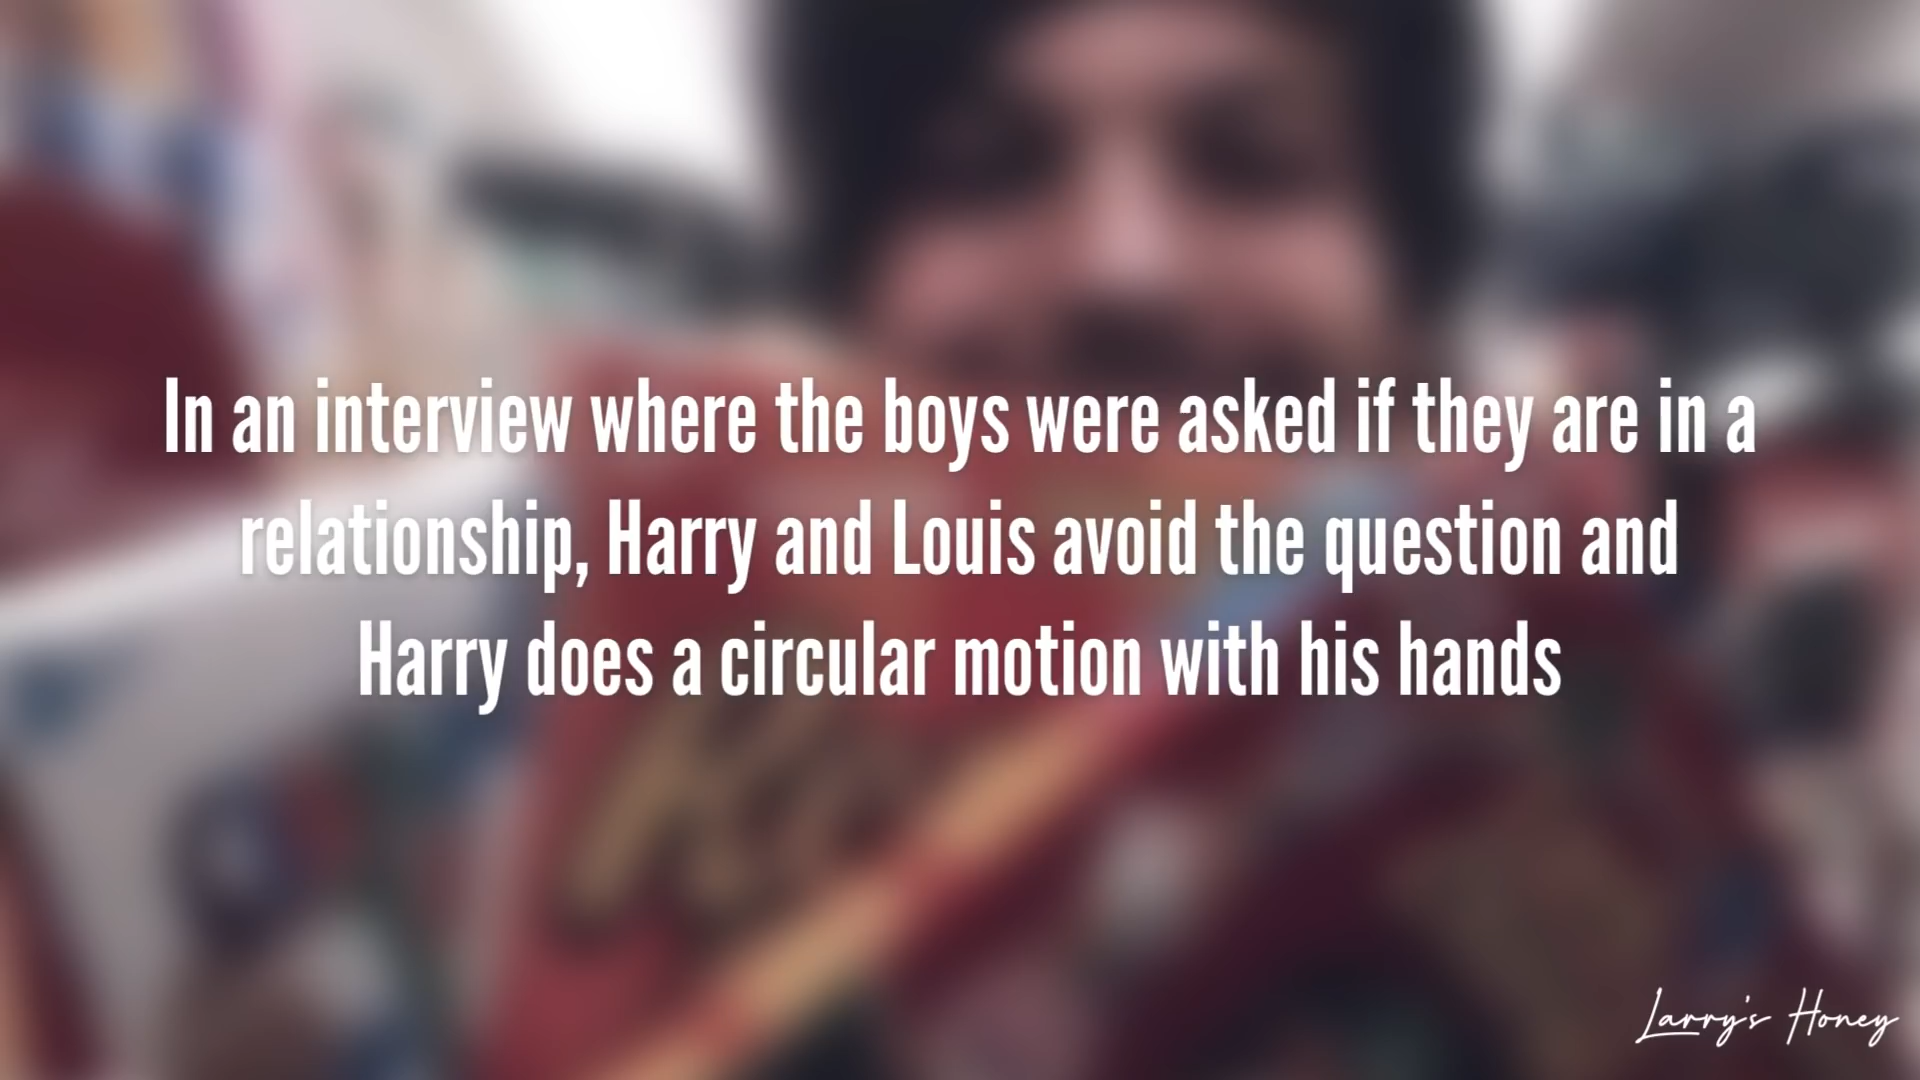 In an interview where the boys were asked if they are in a
relationship, Harry and Louis avoid the question and
Harry does a circular motion with his hands
Larry's Honey